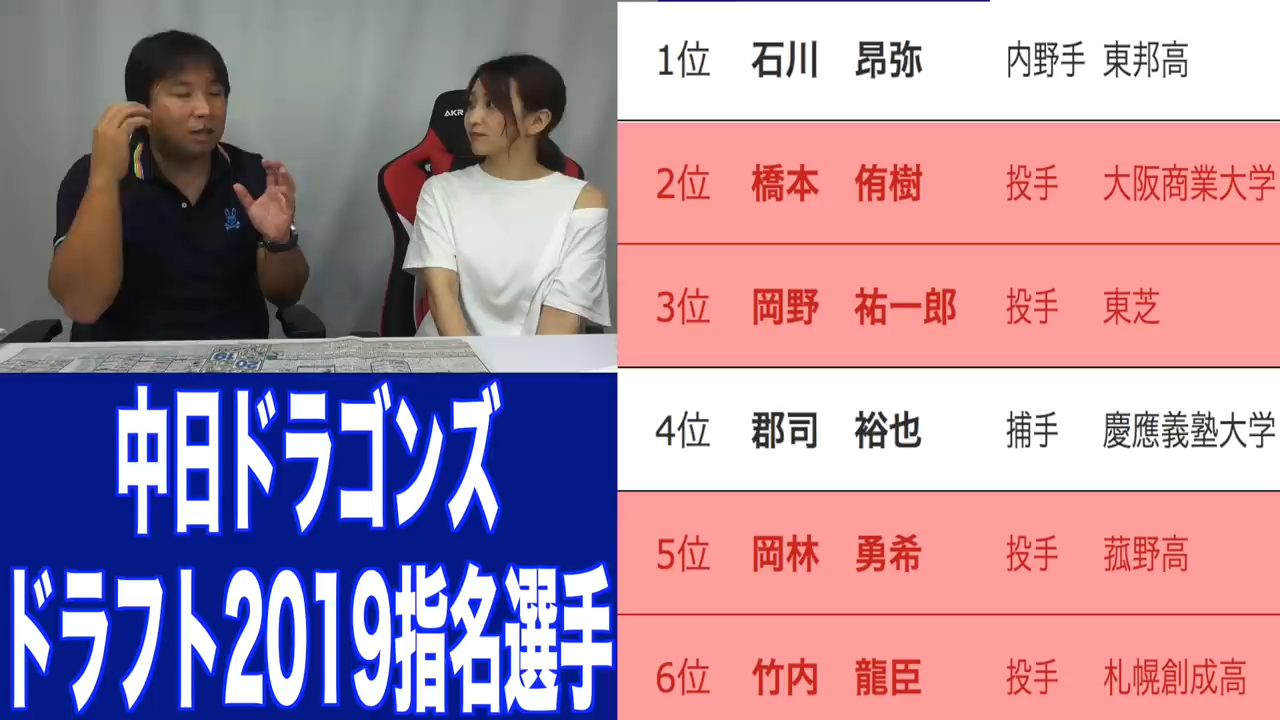 AKR
2019
中日ドラゴンズ
ドラフト2019指名選手
1位 石川 昂弥 内野手 東邦高
2位 橋本 侑樹 投手 大阪商業大学
3位 岡野 祐一郎 投手 東芝
4位 郡司 裕也 捕手 慶應義塾大学
5位 岡林 勇希 投手 菰野高
6位 竹内 龍臣 投手 札幌創成高